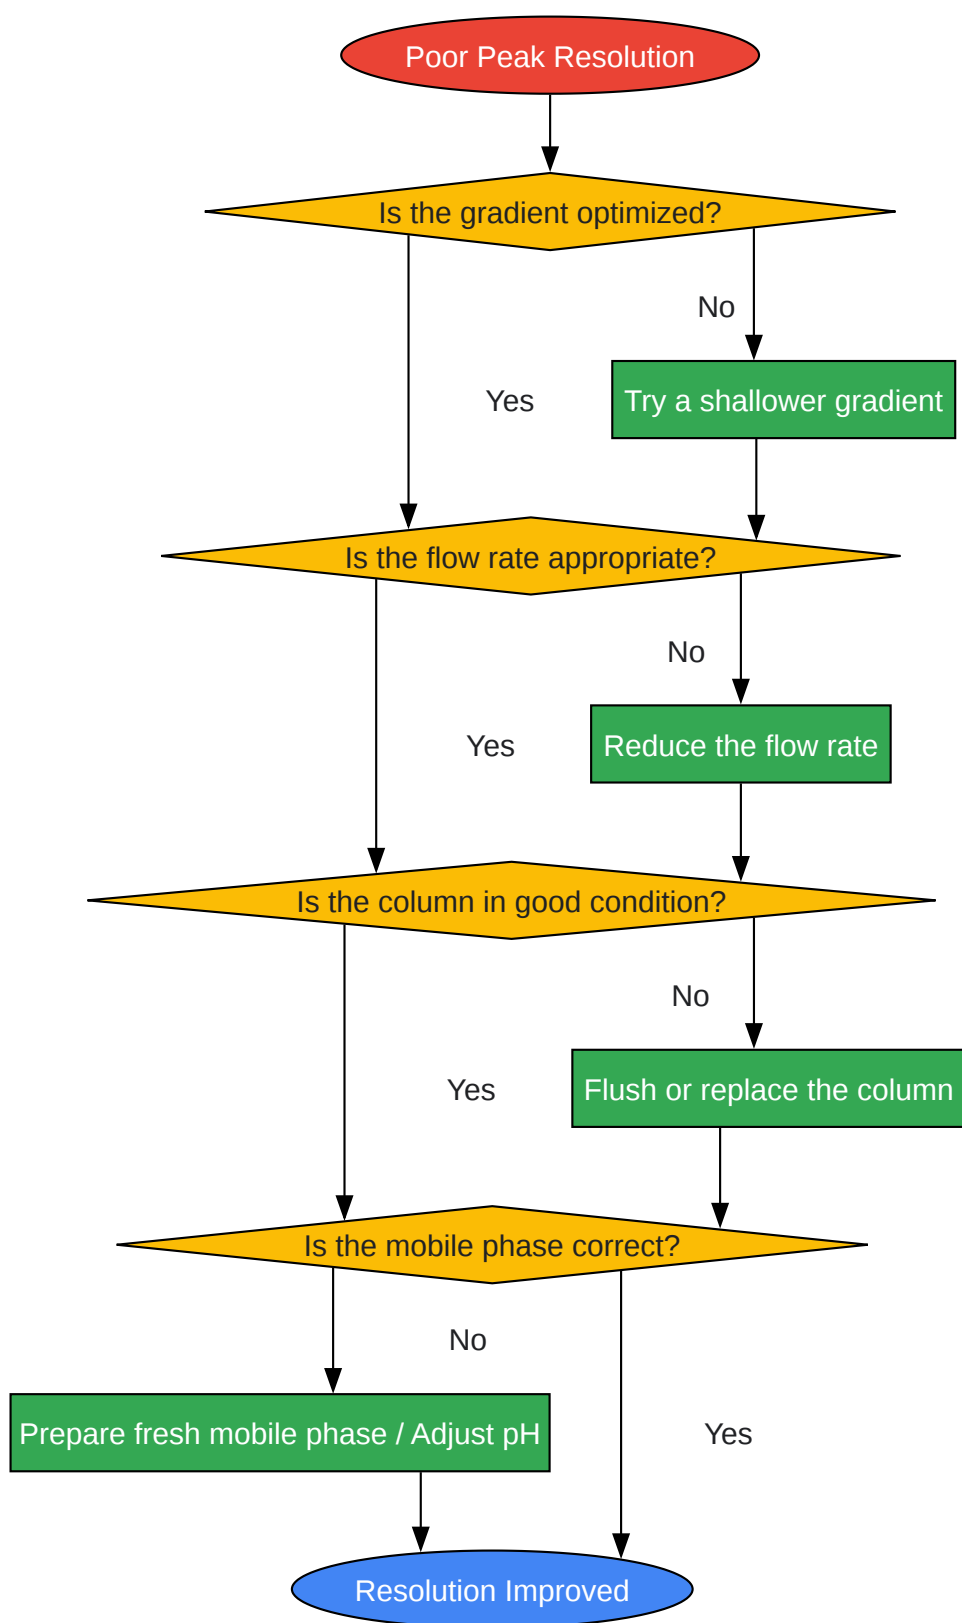 Poor Peak Resolution
Is the gradient optimized?
No
Yes
Try a shallower gradient
Is the flow rate appropriate?
No
Yes
Reduce the flow rate
Is the column in good condition?
No
Yes
Flush or replace the column
Is the mobile phase correct?
No
Prepare fresh mobile phase / Adjust pH
Yes
Resolution Improved